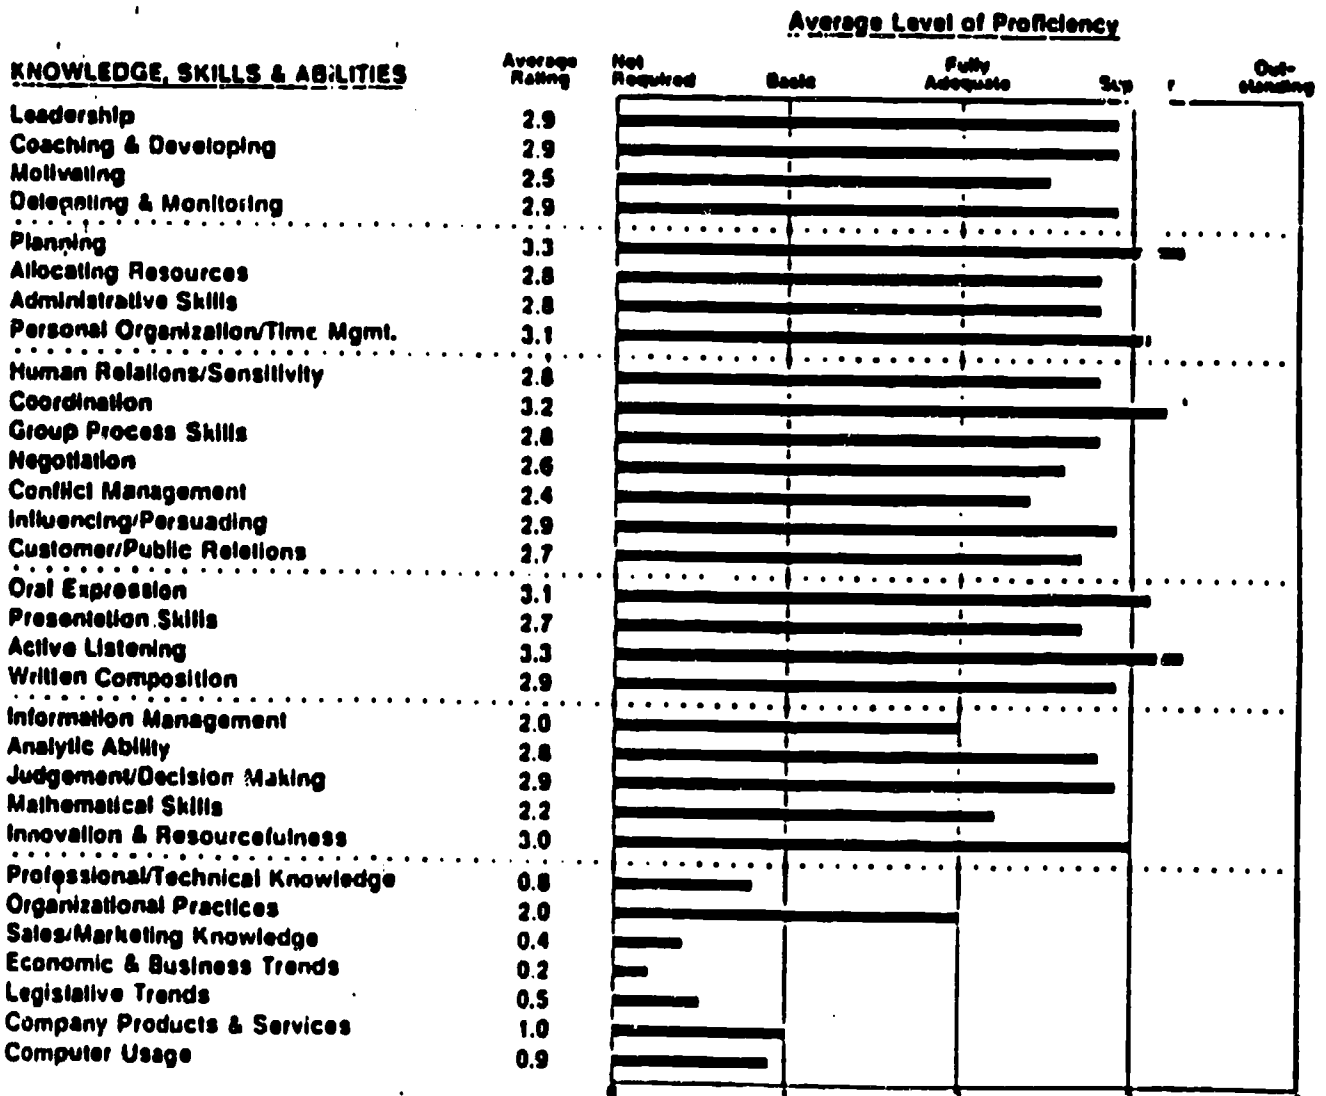 Average Level of Proficiency
KNOWLEDGE, SKILLS & ABILITIES Average Rating Not Required Basic Fully Adequate Out-standing
Leadership 2.9
Coaching & Developing 2.9
Motivating 2.5
Delegating & Monitoring 2.9
Planning 3.3
Allocating Resources 2.8
Administrative Skills 2.8
Personal Organization/Time Mgmt. 3.1
Human Relations/Sensitivity 2.8
Coordination 3.2
Group Process Skills 2.8
Negotiation 2.6
Conflict Management 2.4
Influencing/Persuading 2.9
Customer/Public Relations 2.7
Oral Expression 3.1
Presentation Skills 2.7
Active Listening 3.3
Written Composition 2.9
Information Management 2.0
Analytic Ability 2.8
Judgement/Decision Making 2.9
Mathematical Skills 2.2
Innovation & Resourcefulness 3.0
Professional/Technical Knowledge 0.8
Organizational Practices 2.0
Sales/Marketing Knowledge 0.4
Economic & Business Trends 0.2
Legislative Trends 0.5
Company Products & Services 1.0
Computer Usage 0.9